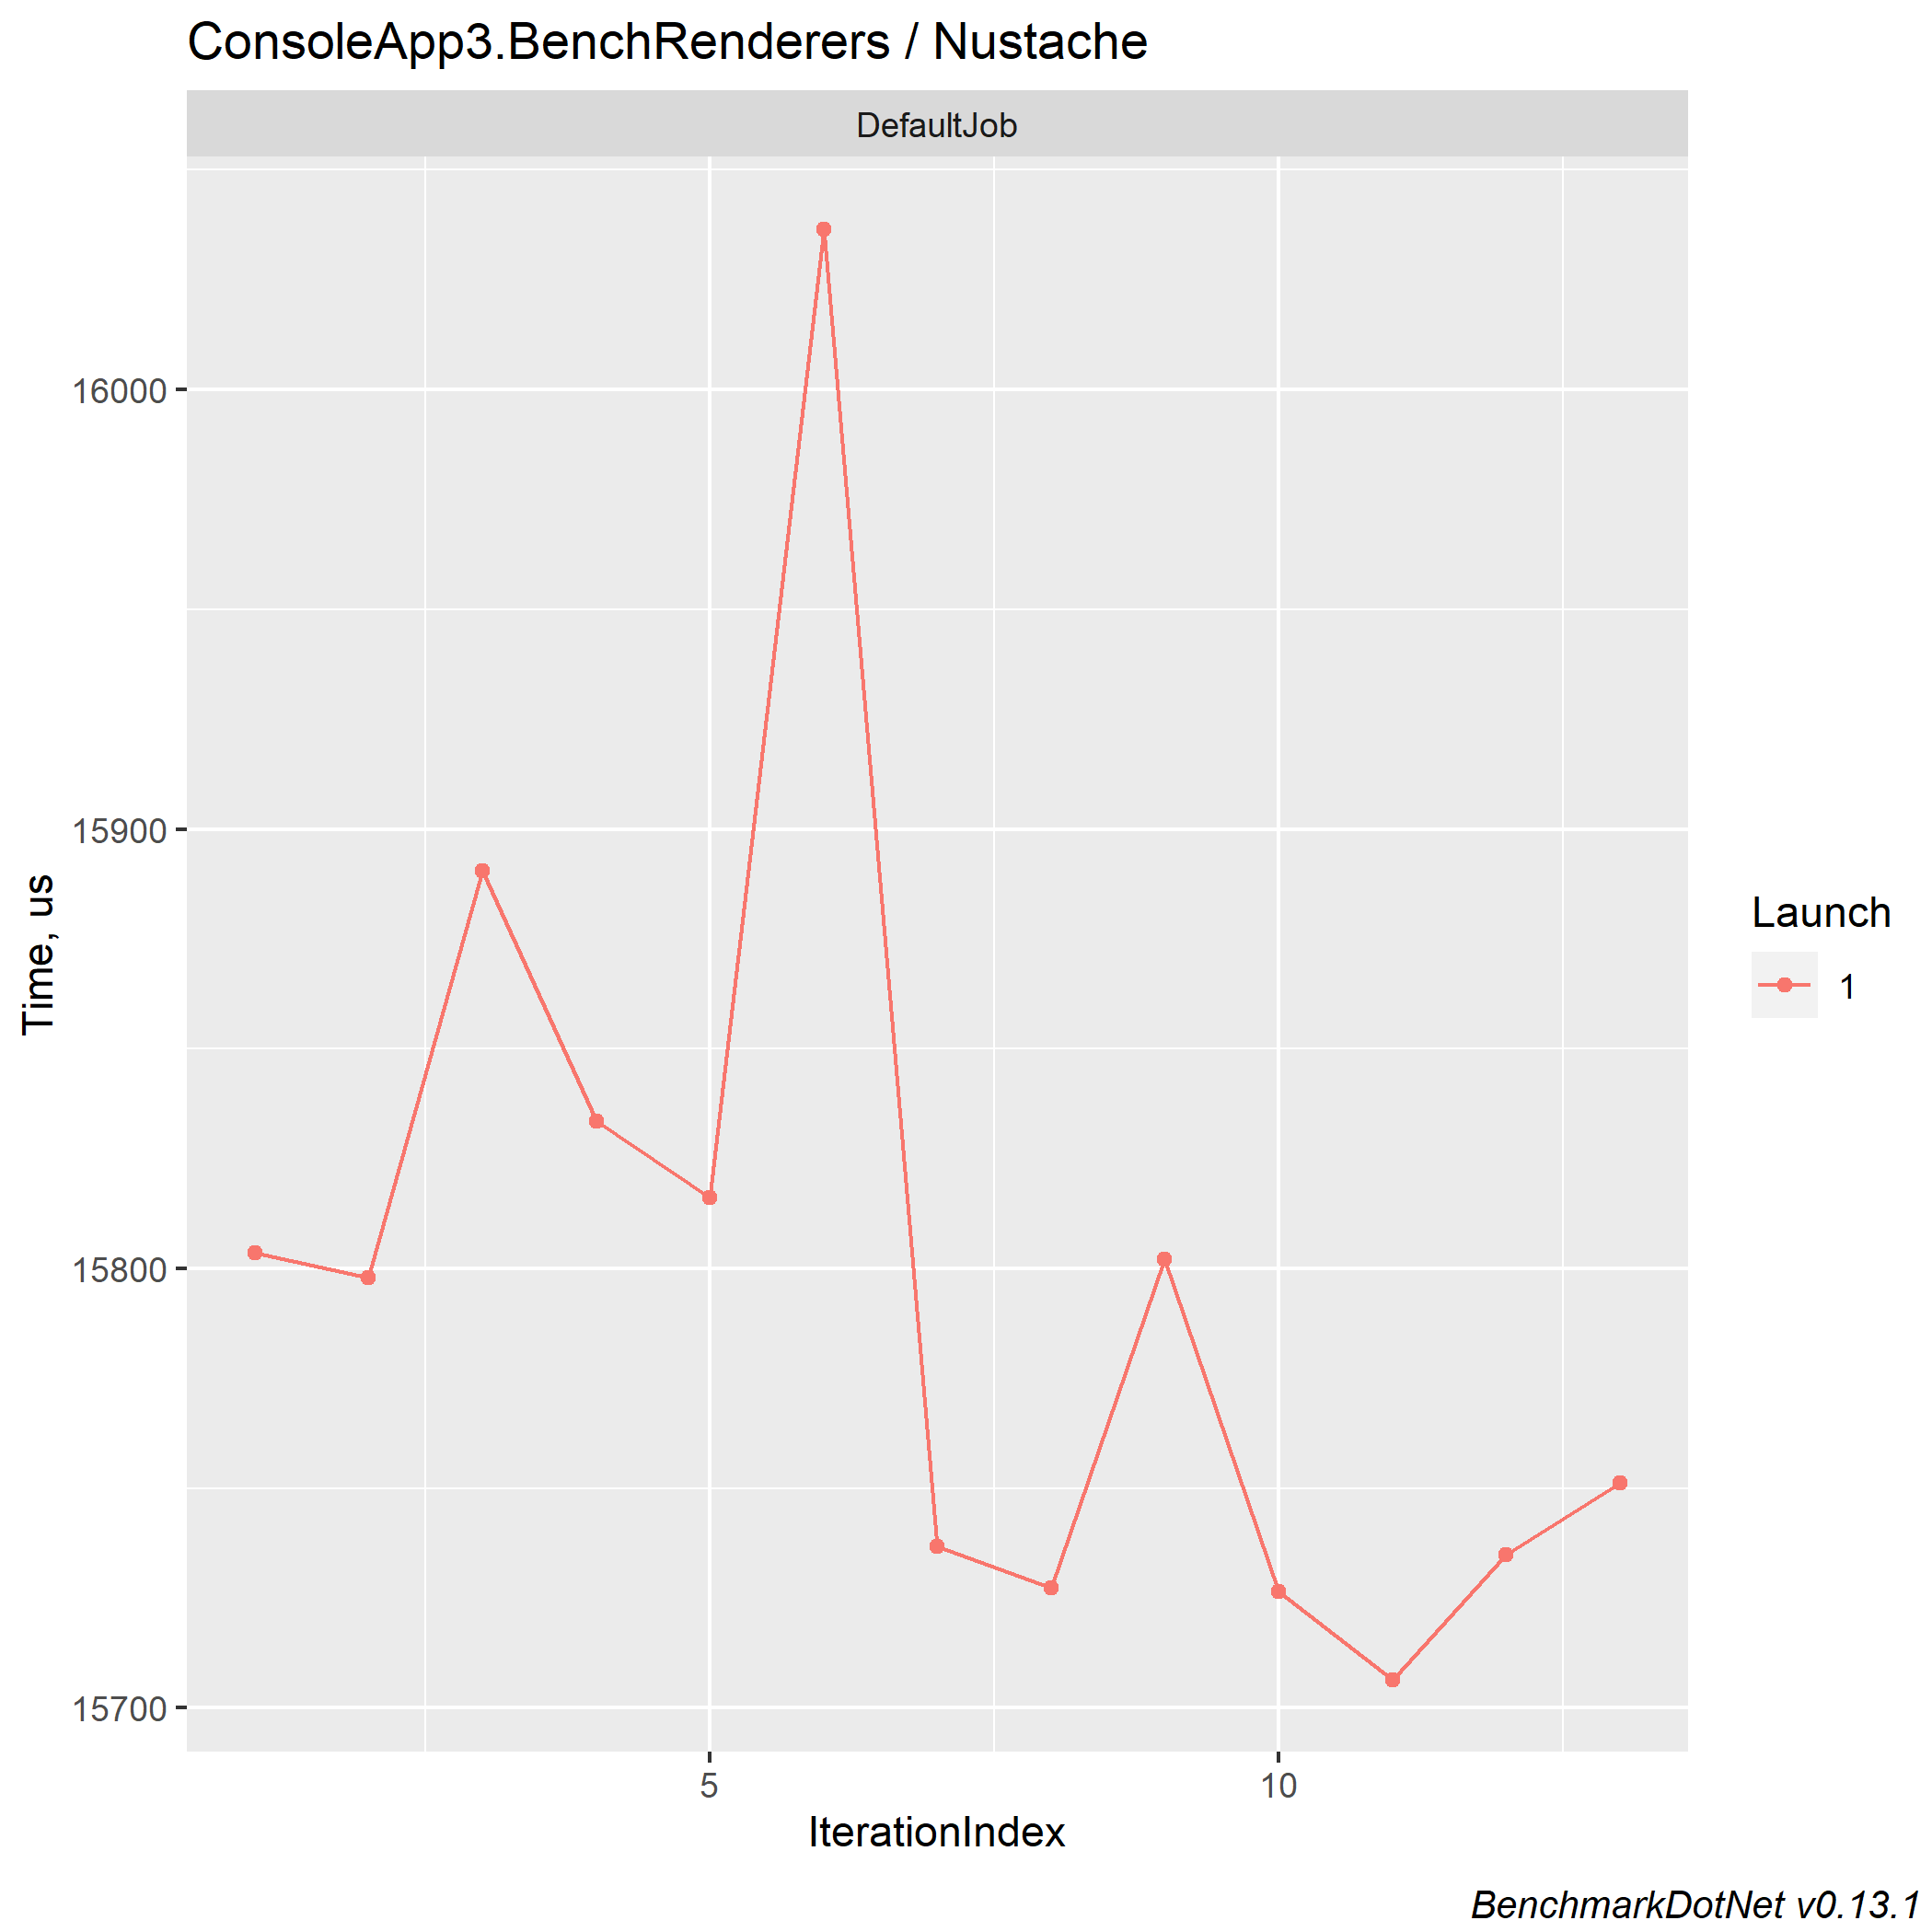 ConsoleApp3.BenchRenderers / Nustache
DefaultJob
16000
15900
15800
15700
Time, us
5 10
IterationIndex
Launch
1
BenchmarkDotNet v0.13.1